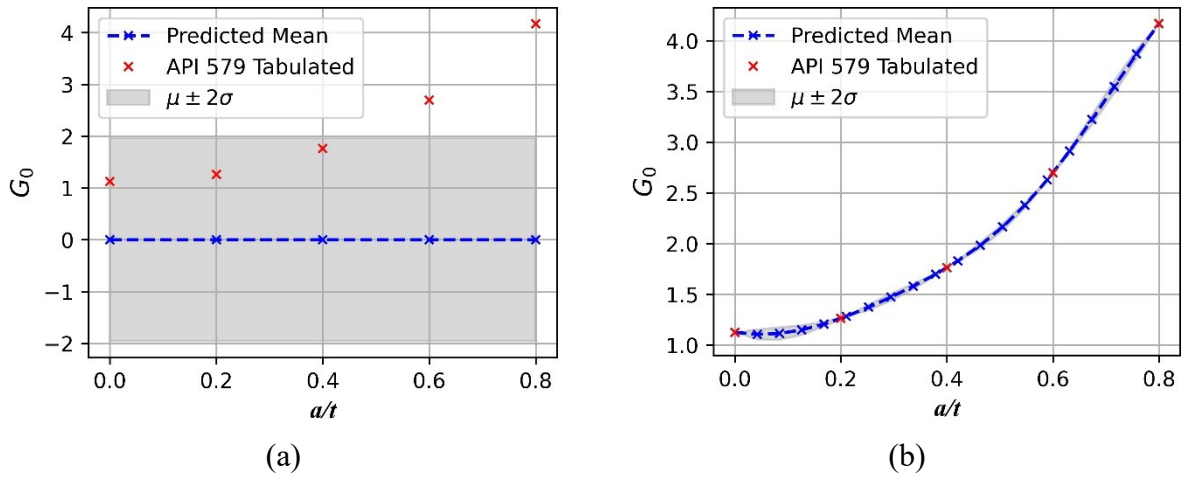 4
3
2
1
0
−1
−2
G₀
0.0 0.2 0.4 0.6 0.8
a/t
Predicted Mean
API 579 Tabulated
μ ± 2σ
(a)
4.0
3.5
3.0
2.5
2.0
1.5
1.0
G₀
0.0 0.2 0.4 0.6 0.8
a/t
Predicted Mean
API 579 Tabulated
μ ± 2σ
(b)